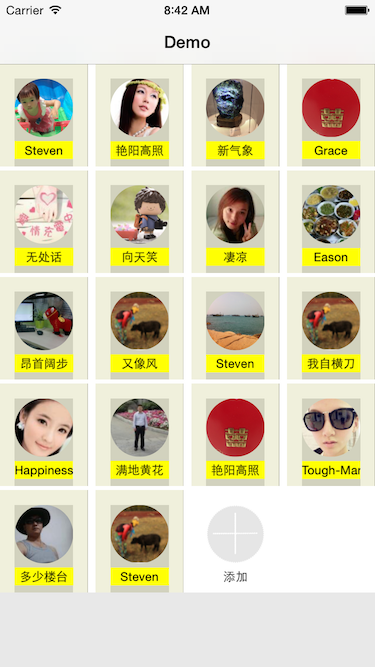 Carrier 8:42 AM
Demo
Steven 艳阳高照 新气象 Grace
无处话 向天笑 凄凉 Eason
昂首阔步 又像风 Steven 我自横刀
Happiness 满地黄花 艳阳高照 Tough-Mar
多少楼台 Steven 添加